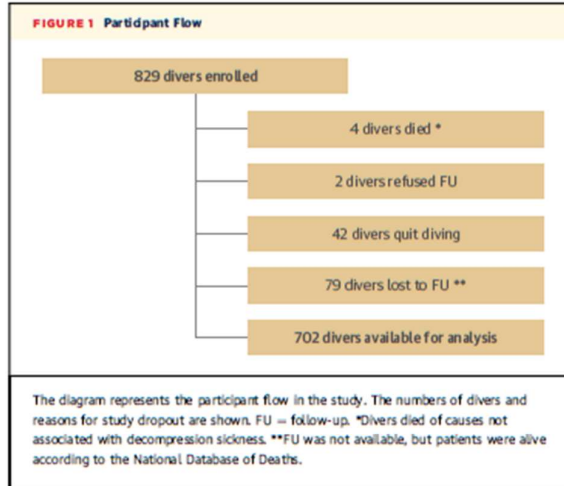 FIGURE 1 Participant Flow
829 divers enrolled
4 divers died *
2 divers refused FU
42 divers quit diving
79 divers lost to FU **
702 divers available for analysis
The diagram represents the participant flow in the study. The numbers of divers and
reasons for study dropout are shown. FU = follow-up. *Divers died of causes not
associated with decompression sickness. **FU was not available, but patients were alive
according to the National Database of Deaths.